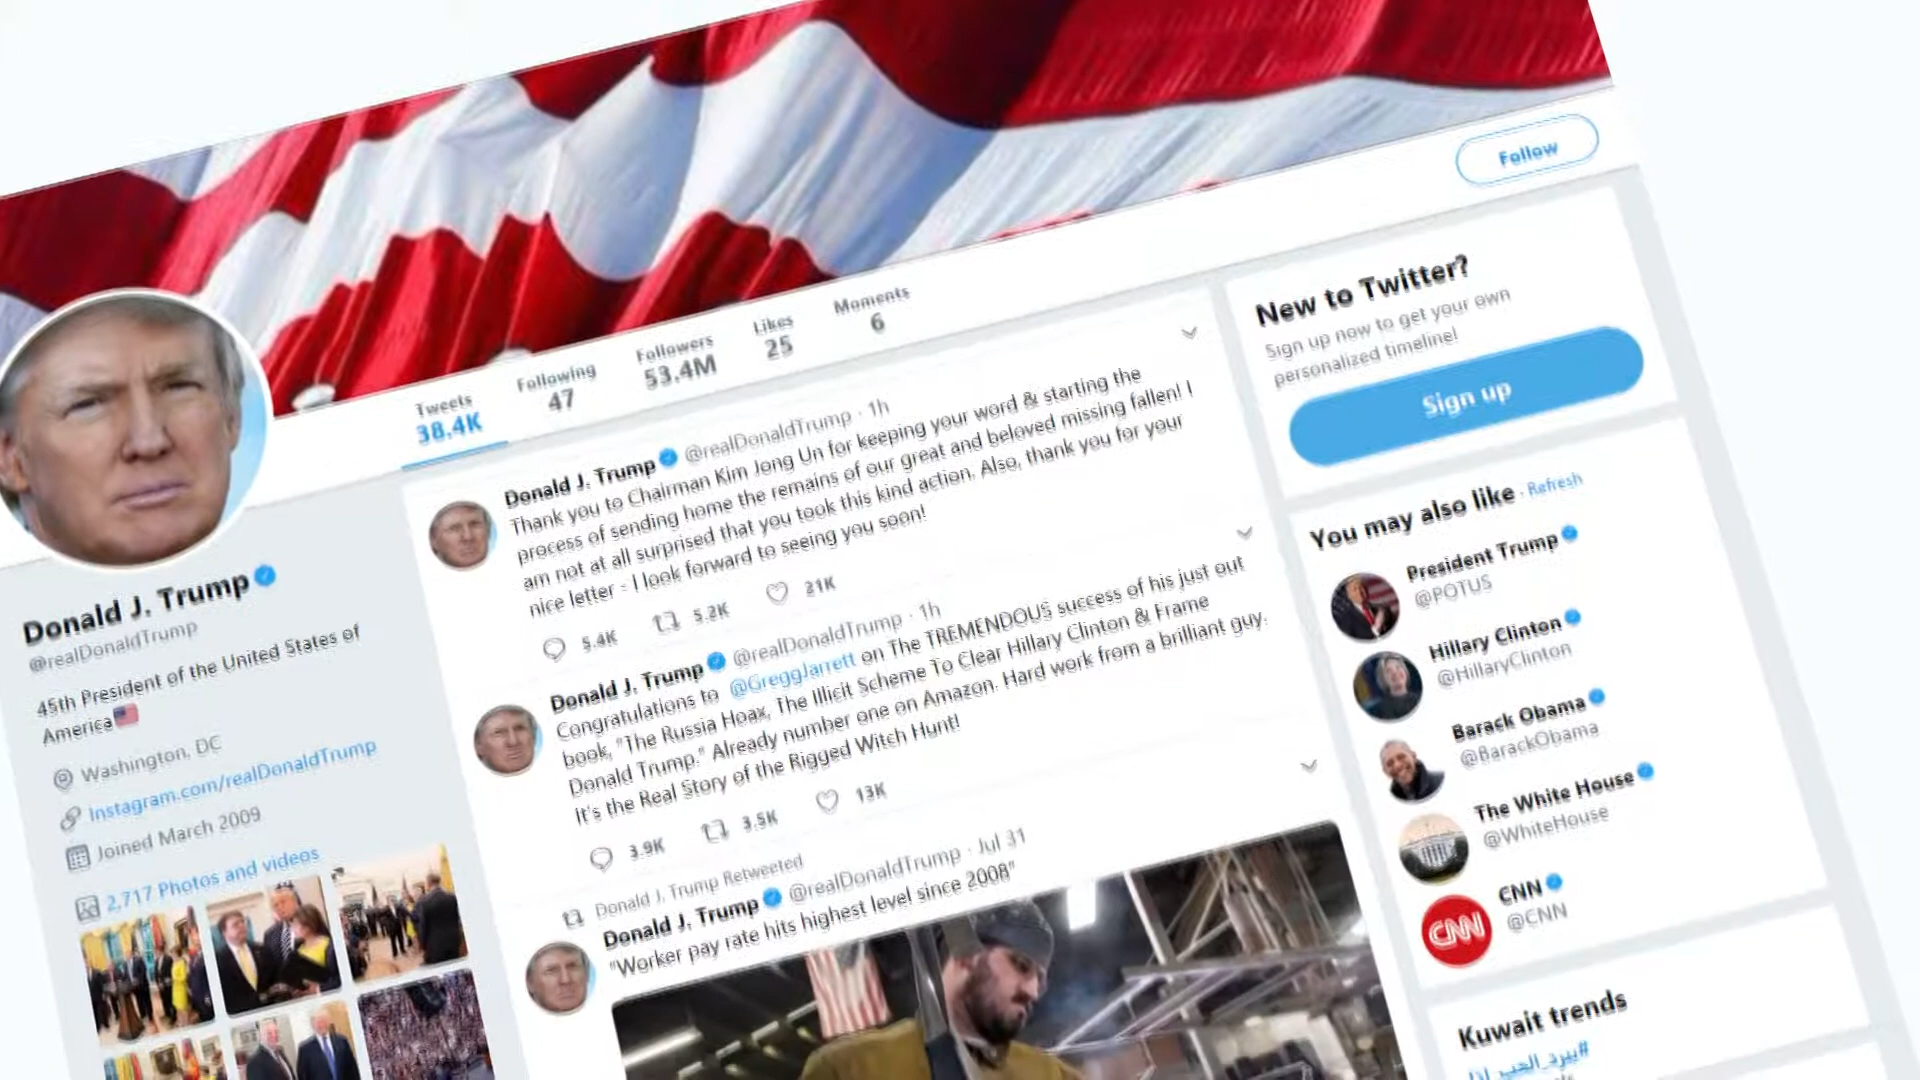 Follow
Tweets
38.4K
Following
47
Followers
53.4M
Likes
25
Moments
6
Donald J. Trump
@realDonaldTrump
45th President of the United States of
America
Washington, DC
Instagram.com/realDonaldTrump
Joined March 2009
2,717 Photos and videos
Donald J. Trump @realDonaldTrump · 1h
Thank you to Chairman Kim Jong Un for keeping your word & starting the
process of sending home the remains of our great and beloved missing fallen! I
am not at all surprised that you took this kind action. Also, thank you for your
nice letter - I look forward to seeing you soon!
5.4K 5.2K 21K
Donald J. Trump @realDonaldTrump · 1h
Congratulations to @GreggJarrett on The TREMENDOUS success of his just out
book, "The Russia Hoax, The Illicit Scheme To Clear Hillary Clinton & Frame
Donald Trump." Already number one on Amazon. Hard work from a brilliant guy.
It's the Real Story of the Rigged Witch Hunt!
3.9K 3.5K 13K
Donald J. Trump Retweeted
Donald J. Trump @realDonaldTrump · Jul 31
"Worker pay rate hits highest level since 2008"
New to Twitter?
Sign up now to get your own
personalized timeline!
Sign up
You may also like · Refresh
President Trump
@POTUS
Hillary Clinton
@HillaryClinton
Barack Obama
@BarackObama
The White House
@WhiteHouse
CNN
CNN
@CNN
Kuwait trends